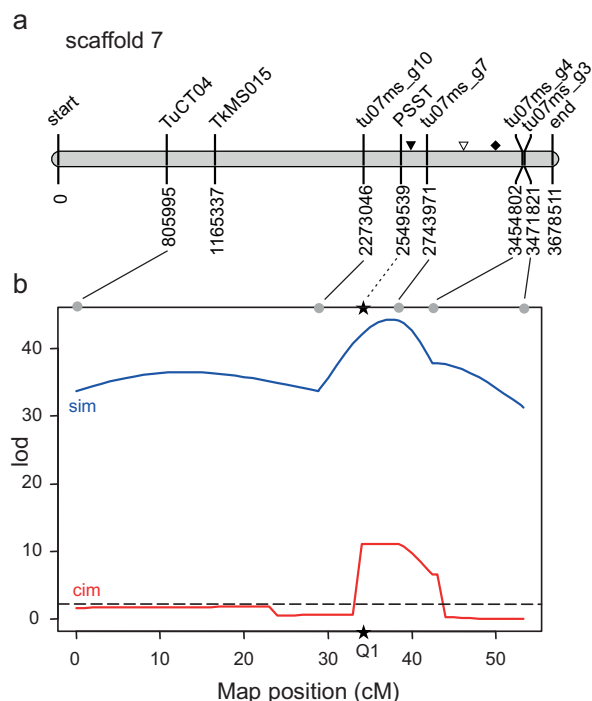 a
scaffold 7
start
TuCT04
TkMS015
tu07ms_g10
PSST
tu07ms_g7
tu07ms_g4
tu07ms_g3
end
0
805995
1165337
2273046
2549539
2743971
3454802
3471821
3678511
b
40
30
20
10
0
lod
sim
cim
0
10
20
30
40
50
Q1
Map position (cM)